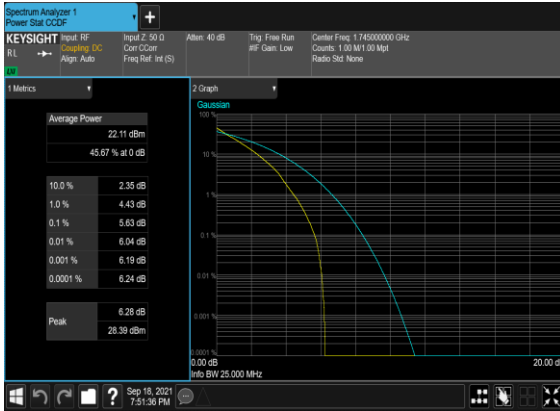 Spectrum Analyzer 1
Power Stat CCDF
KEYSIGHT
RL
Input: RF
Coupling: DC
Align: Auto
Input Z: 50 Ω
Corr CCorr
Freq Ref: Int (S)
Atten: 40 dB
Trig: Free Run
#IF Gain: Low
Center Freq: 1.745000000 GHz
Counts: 1.00 M/1.00 Mpt
Radio Std: None
1 Metrics
Average Power
22.11 dBm
45.67 % at 0 dB
10.0 % 2.35 dB
1.0 % 4.43 dB
0.1 % 5.63 dB
0.01 % 6.04 dB
0.001 % 6.19 dB
0.0001 % 6.24 dB
Peak
6.28 dB
28.39 dBm
2 Graph
Gaussian
100 %
10 %
1 %
0.1 %
0.01 %
0.001 %
0.0001 %
0.00 dB
20.00 d
Info BW 25.000 MHz
Sep 18, 2021
7:51:36 PM